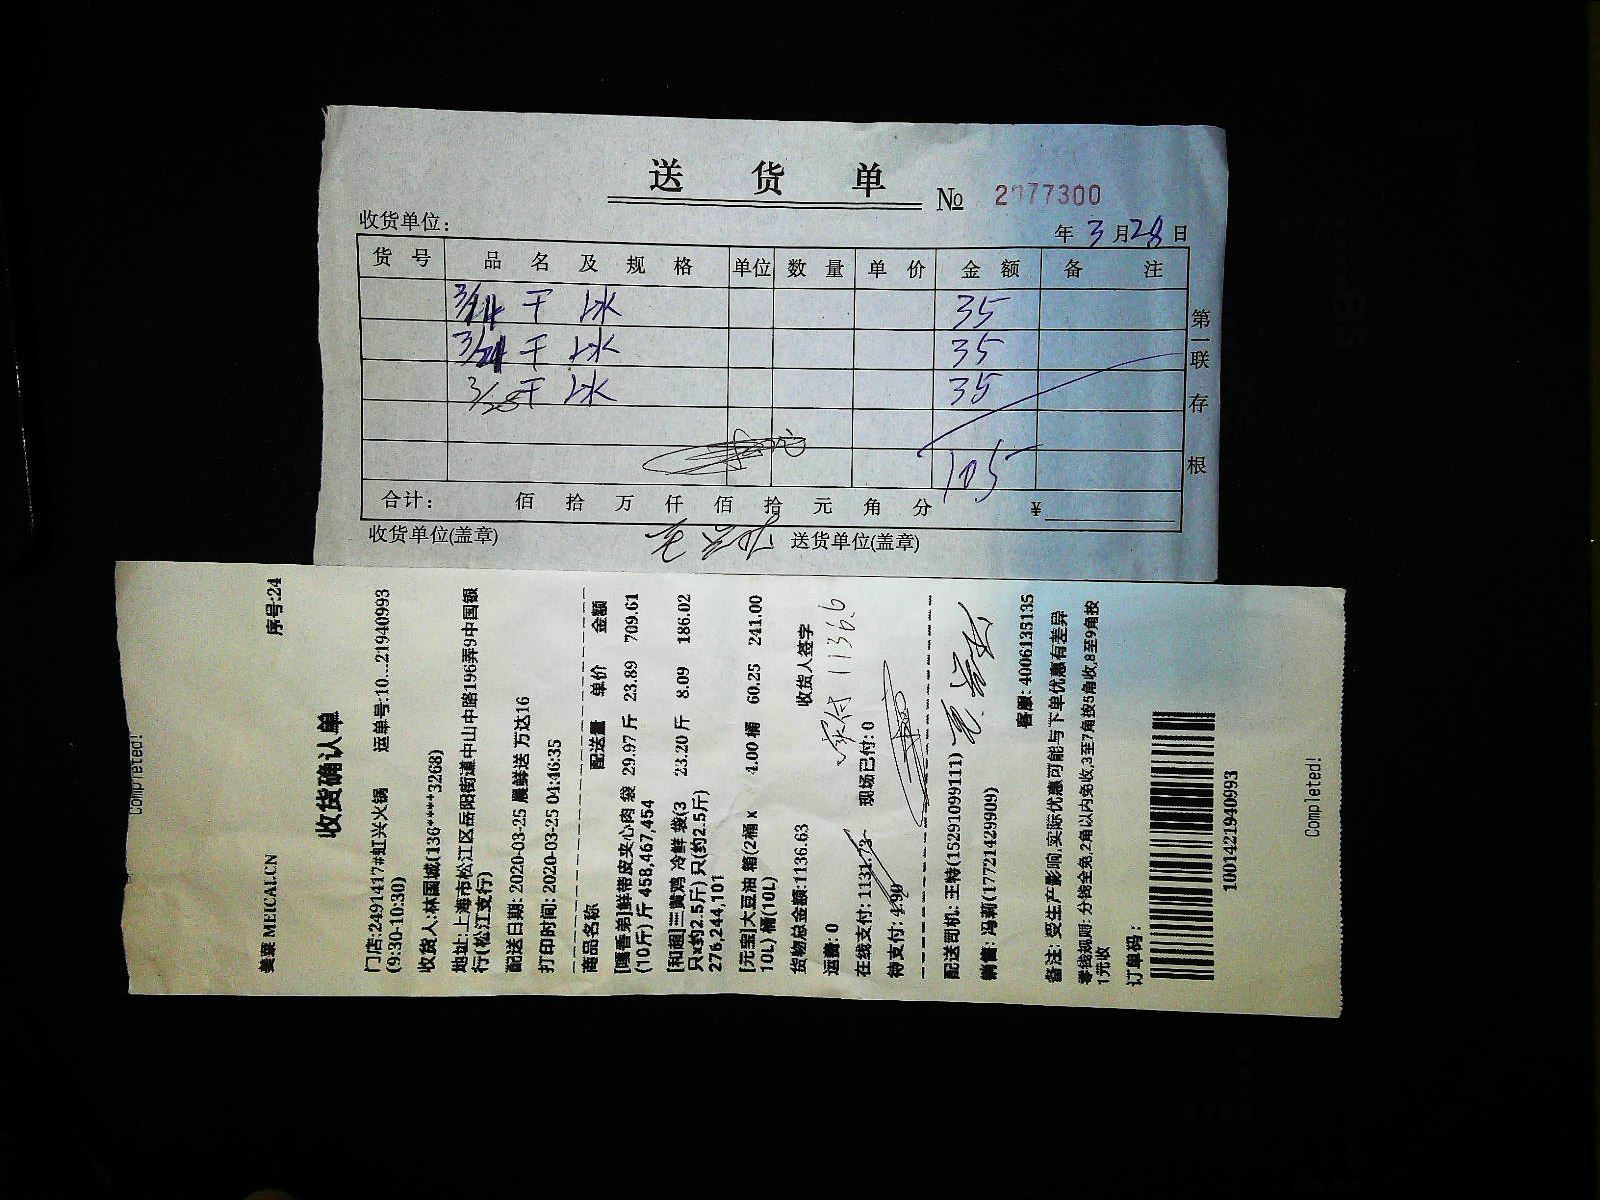 送 货 单
№ 2077300
收货单位：
年 3 月 28 日
货 号 品 名 及 规 格 单位 数 量 单 价 金 额 备 注
干 冰 35
3/24 干 冰 35
3/28 干 冰 35
105
合计： 佰 拾 万 仟 佰 拾 元 角 分 ¥
收货单位(盖章) 送货单位(盖章)
第一联 存根
Completed!
美菜 MEICAI.CN 序号:24
收货确认单
门店:2491417#虹兴火锅 运单号:10...21940993
(9:30-10:30)
收货人:林国城(136****3268)
地址:上海市松江区岳阳街道中山中路196弄9中国银
行(松江支行)
配送日期: 2020-03-25 晨鲜送 万达16
打印时间: 2020-03-25 04:46:35
商品名称 配送量 单价 金额
[嘴香弟]鲜带皮夹心肉 袋 29.97 斤 23.89 709.61
(10斤) 斤 458,467,454
[和超]三黄鸡 冷鲜 袋(3 23.20 斤 8.09 186.02
只x约2.5斤) 只(约2.5斤)
276,244,101
[元宝]大豆油 箱(2桶 x 4.00 桶 60.25 241.00
10L) 桶(10L)
货物总金额:1136.63 收货人签字
运费: 0
实付 1136.6
在线支付: 1131.73 现场已付: 0
待支付: 4.90
配送司机: 王特(15291099111)
销售: 冯莉(17721429909) 客服: 4006135135
备注: 受生产影响,实际优惠可能与下单优惠有差异
零钱规则: 分钱全免,2角以内免收,3至7角按5角收,8至9角按
1元收
订单码:
100142194​0993
Completed!